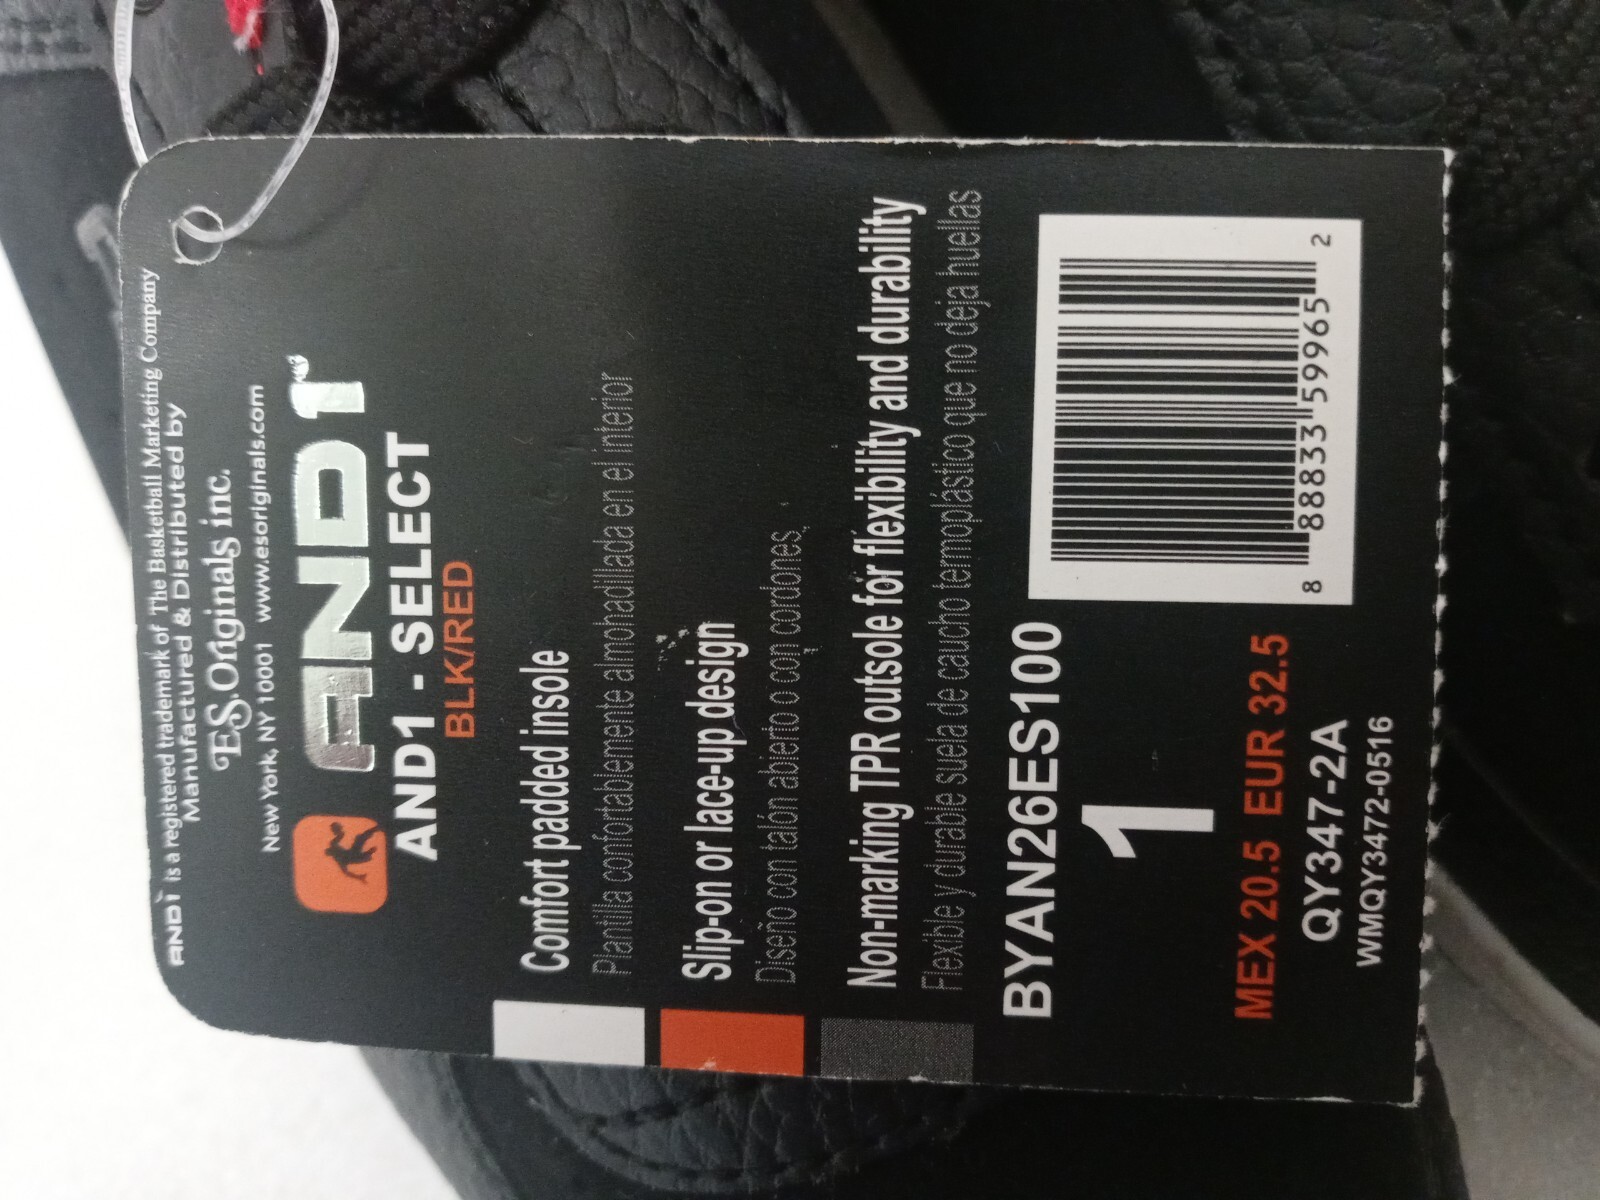 AND1 is a registered trademark of The Basketball Marketing Company
Manufactured & Distributed by
ES Originals inc.
New York, NY 10001 www.esoriginals.com
AND1
AND1 - SELECT
BLK/RED
Comfort padded insole
Plantilla confortablemente almohadillada en el interior
Slip-on or lace-up design
Diseño con talón abierto o con cordones
Non-marking TPR outsole for flexibility and durability
Flexible y durable suela de caucho termoplástico que no deja huellas
BYAN26ES100
1
MEX 20.5 EUR 32.5
QY347-2A
WMQY3472-0516
8 88833 59965 2